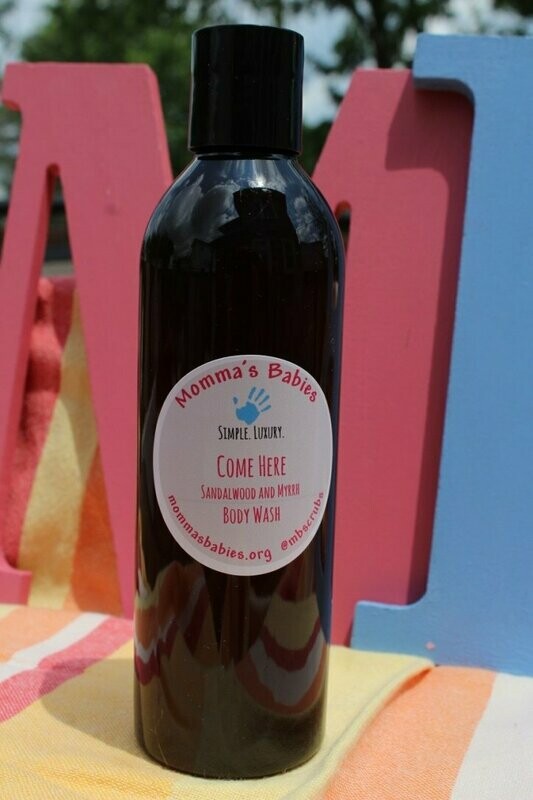 M
Momma's Babies
Simple. Luxury.
Come Here
Sandalwood and Myrrh
Body Wash
mommasbabies.org @mbscrubs